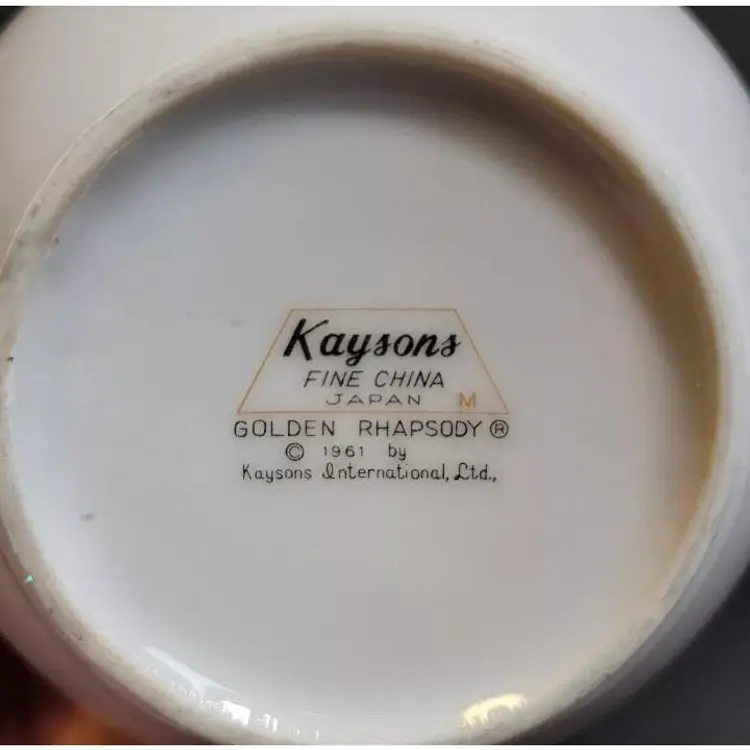 Kaysons
FINE CHINA
JAPAN M
GOLDEN RHAPSODY ®
© 1961 by
Kaysons International, Ltd.,